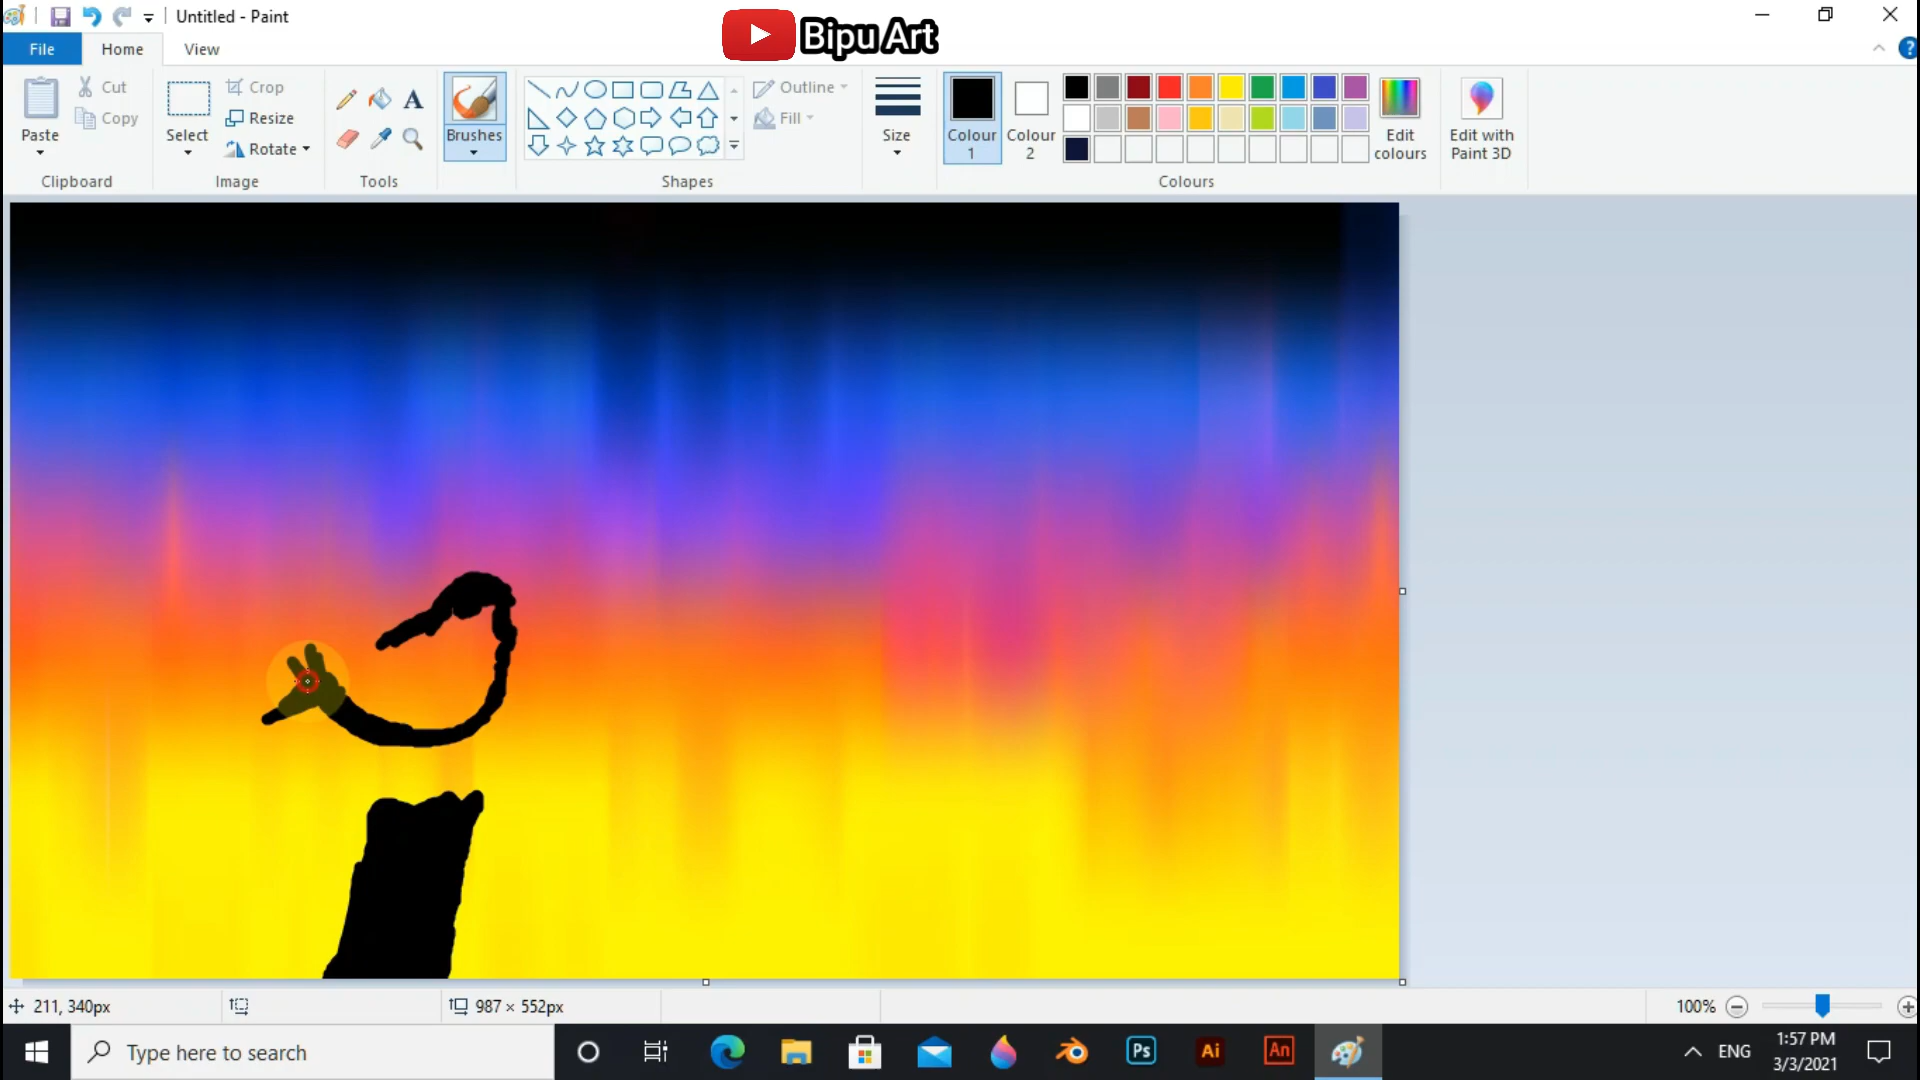 Untitled - Paint
Bipu Art
File
Home
View
Cut
Copy
Paste
Clipboard
Crop
Resize
Rotate
Select
Image
A
Tools
Brushes
Shapes
Outline
Fill
Size
Colour 1
Colour 2
Edit colours
Colours
Edit with Paint 3D
?
211, 340px
987 × 552px
100%
Type here to search
Ps
Ai
An
ENG
1:57 PM
3/3/2021